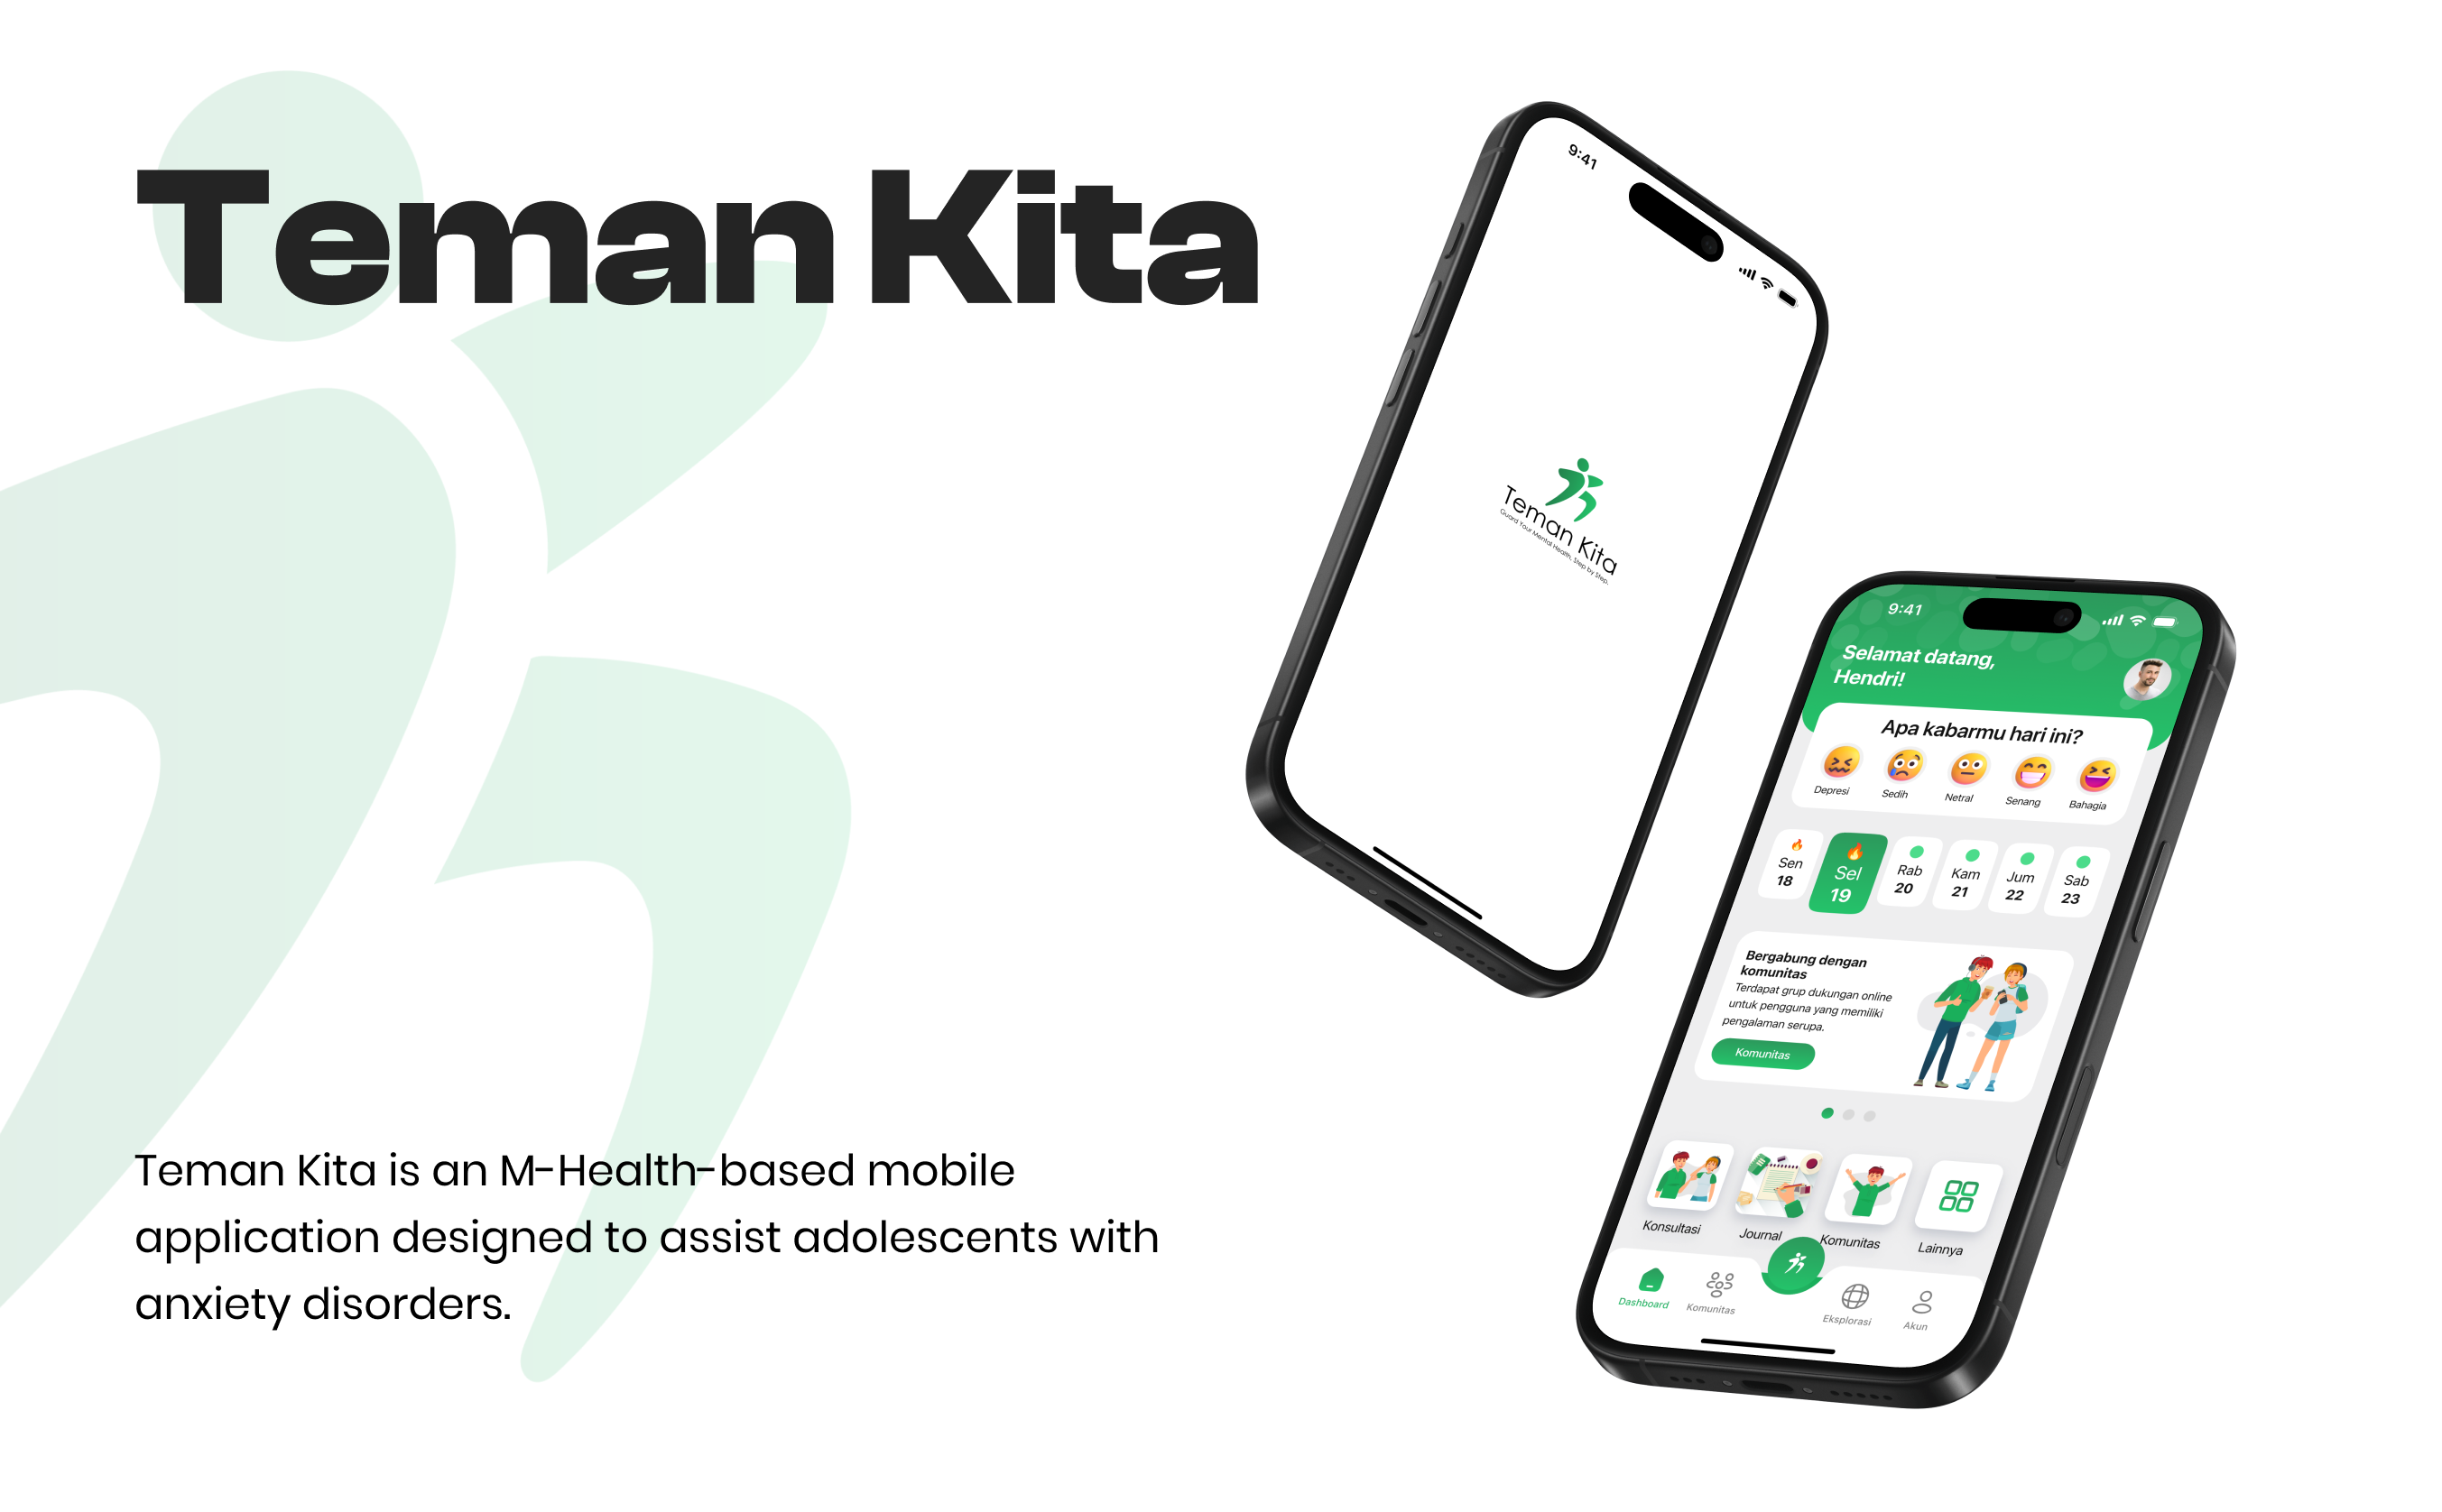 Teman Kita
Teman Kita is an M-Health-based mobile
application designed to assist adolescents with
anxiety disorders.
9:41
Teman Kita
Guard Your Mental Health, Step by Step.
9:41
Selamat datang,
Hendri!
Apa kabarmu hari ini?
Depresi Sedih Netral Senang Bahagia
Sen Sel Rab Kam Jum Sab
18 19 20 21 22 23
Bergabung dengan
komunitas
Terdapat grup dukungan online
untuk pengguna yang memiliki
pengalaman serupa.
Komunitas
Konsultasi Journal Komunitas Lainnya
Dashboard Komunitas Eksplorasi Akun